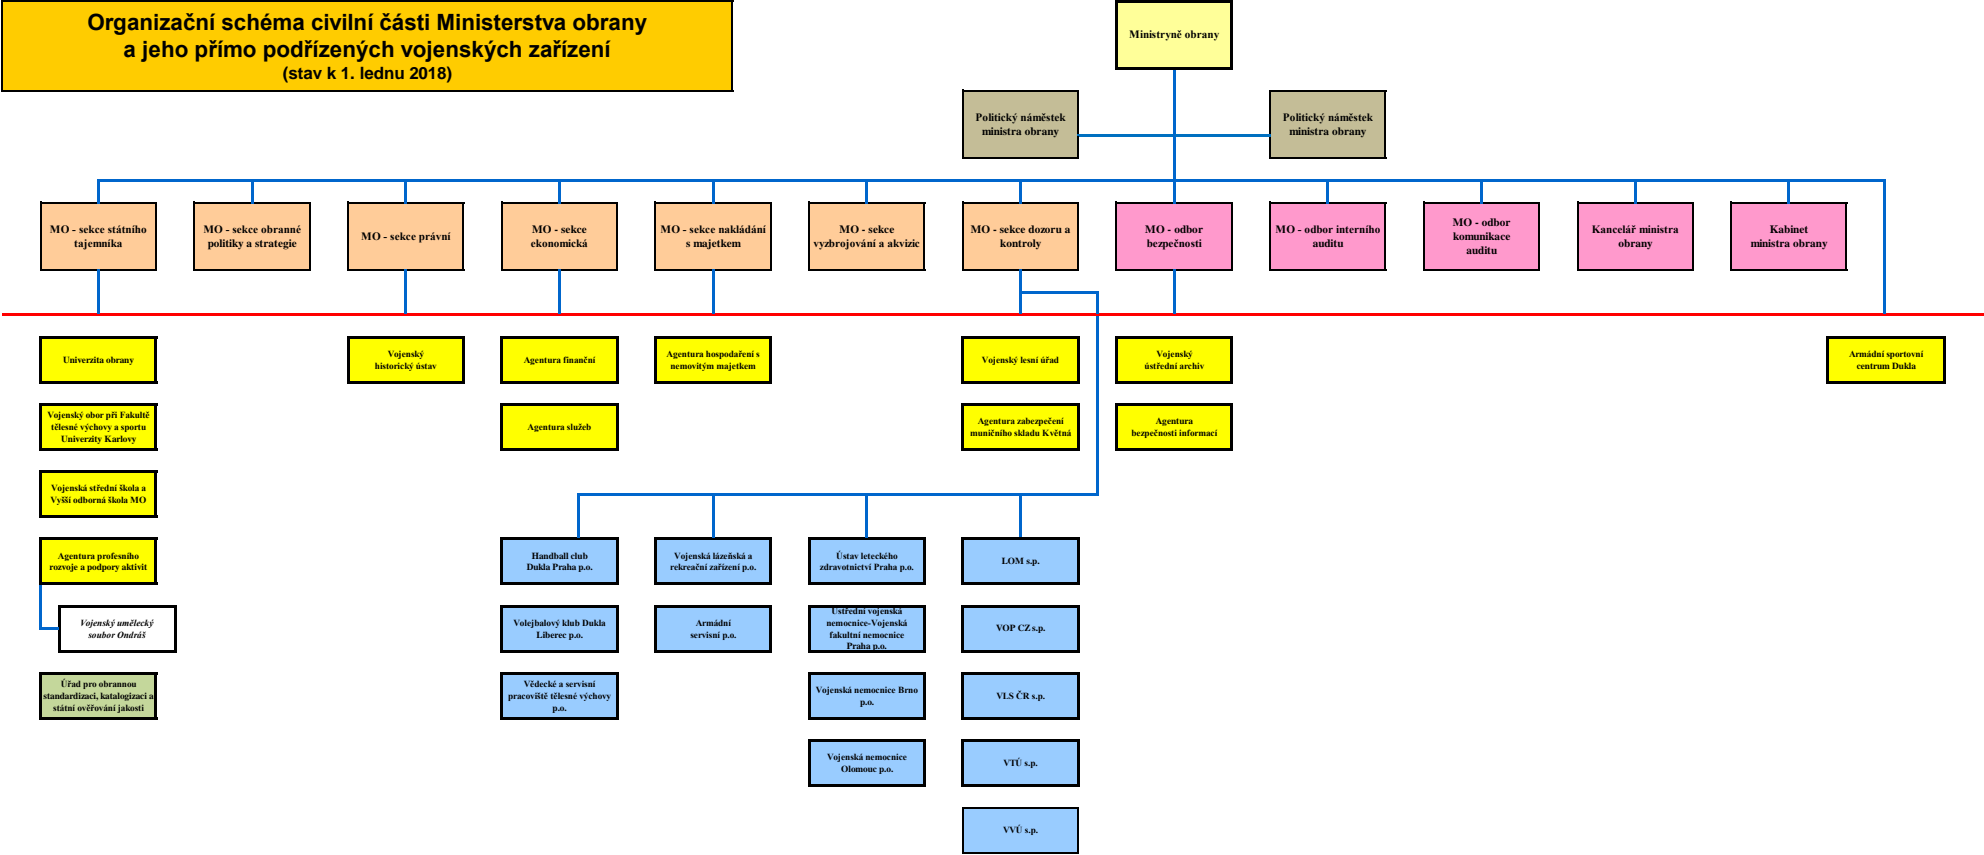 Organizační schéma civilní části Ministerstva obrany
a jeho přímo podřízených vojenských zařízení
(stav k 1. lednu 2018)
Ministryně obrany
Politický náměstek
ministra obrany
Politický náměstek
ministra obrany
MO - sekce státního
tajemníka
MO - sekce obranné
politiky a strategie
MO - sekce právní
MO - sekce
ekonomická
MO - sekce nakládání
s majetkem
MO - sekce
vyzbrojování a akvizic
MO - sekce dozoru a
kontroly
MO - odbor
bezpečnosti
MO - odbor interního
auditu
MO - odbor
komunikace
auditu
Kancelář ministra
obrany
Kabinet
ministra obrany
Univerzita obrany
Vojenský
historický ústav
Agentura finanční
Agentura hospodaření s
nemovitým majetkem
Vojenský lesní úřad
Vojenský
ústřední archiv
Armádní sportovní
centrum Dukla
Vojenský obor při Fakultě
tělesné výchovy a sportu
Univerzity Karlovy
Agentura služeb
Agentura zabezpečení
muničního skladu Květná
Agentura
bezpečnosti informací
Vojenská střední škola a
Vyšší odborná škola MO
Agentura profesního
rozvoje a podpory aktivit
Handball club
Dukla Praha p.o.
Vojenská lázeňská a
rekreační zařízení p.o.
Ústav leteckého
zdravotnictví Praha p.o.
LOM s.p.
Vojenský umělecký
soubor Ondráš
Volejbalový klub Dukla
Liberec p.o.
Armádní
servisní p.o.
Ústřední vojenská
nemocnice-Vojenská
fakultní nemocnice
Praha p.o.
VOP CZ s.p.
Úřad pro obrannou
standardizaci, katalogizaci a
státní ověřování jakosti
Vědecké a servisní
pracoviště tělesné výchovy
p.o.
Vojenská nemocnice Brno
p.o.
VLS ČR s.p.
Vojenská nemocnice
Olomouc p.o.
VTÚ s.p.
VVÚ s.p.